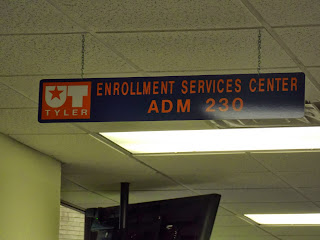 UT
TYLER
ENROLLMENT SERVICES CENTER
ADM 230